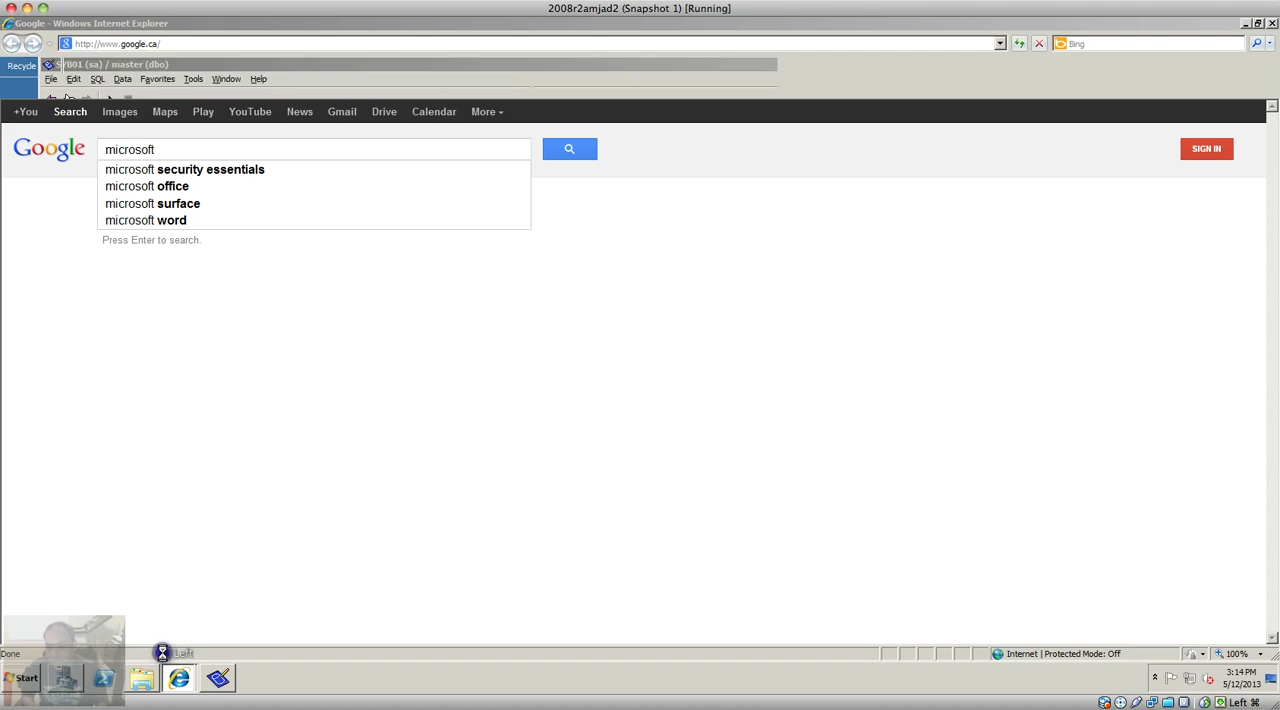 2008r2amjad2 (Snapshot 1) [Running]
Google - Windows Internet Explorer
http://www.google.ca/
Bing
Recycle
B01 (sa) / master (dbo)
File Edit SQL Data Favorites Tools Window Help
+You Search Images Maps Play YouTube News Gmail Drive Calendar More
Google
microsoft
SIGN IN
microsoft security essentials
microsoft office
microsoft surface
microsoft word
Press Enter to search.
Done
Left
Internet | Protected Mode: Off
100%
Start
3:14 PM
5/12/2013
Left ⌘